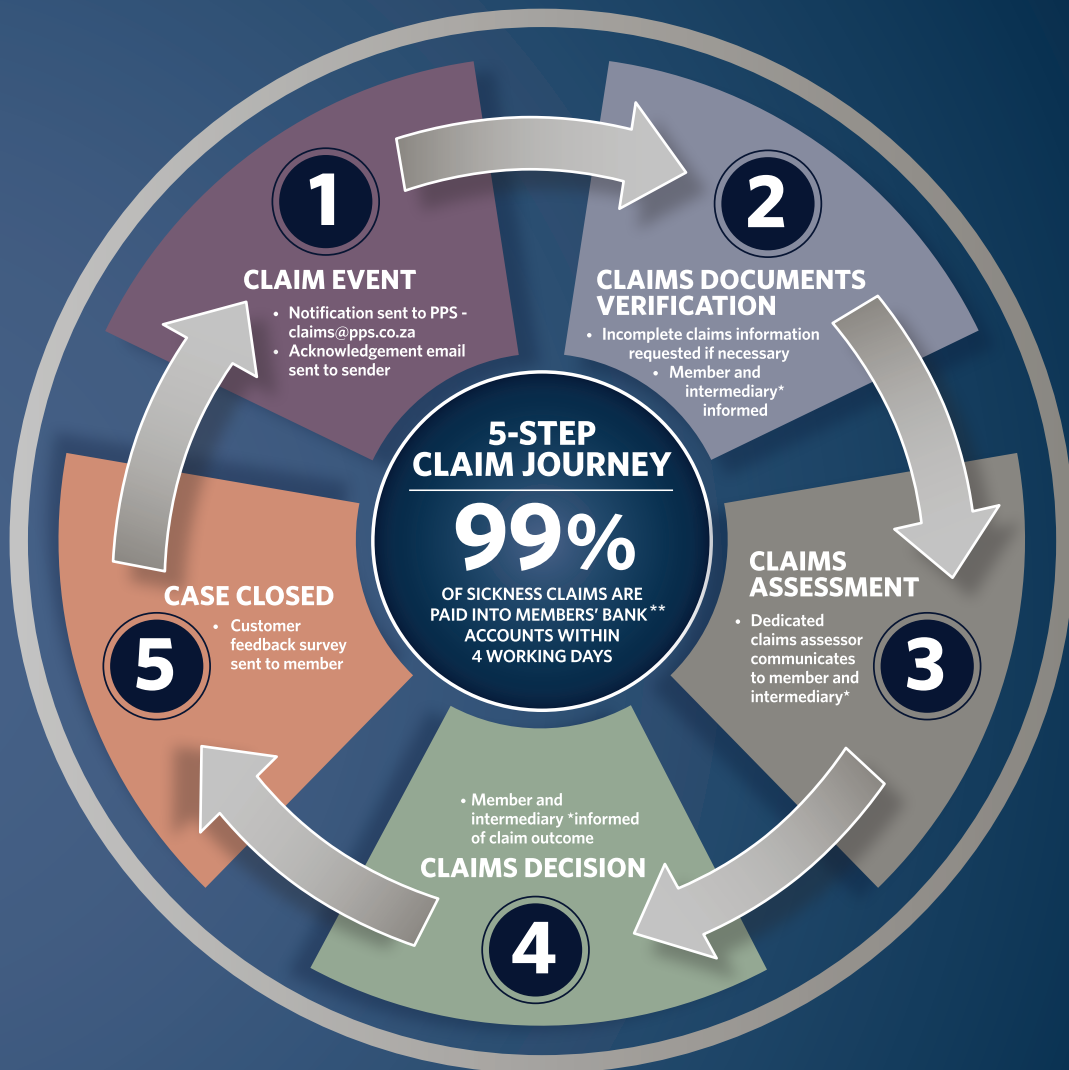 1
CLAIM EVENT
• Notification sent to PPS -
claims@pps.co.za
• Acknowledgement email
sent to sender
2
CLAIMS DOCUMENTS
VERIFICATION
• Incomplete claims information
requested if necessary
• Member and
intermediary*
informed
5-STEP
CLAIM JOURNEY
99%
OF SICKNESS CLAIMS ARE
PAID INTO MEMBERS' BANK**
ACCOUNTS WITHIN
4 WORKING DAYS
CLAIMS
ASSESSMENT
• Dedicated
claims assessor
communicates
to member and
intermediary*
3
• Member and
intermediary *informed
of claim outcome
CLAIMS DECISION
4
CASE CLOSED
• Customer
feedback survey
sent to member
5